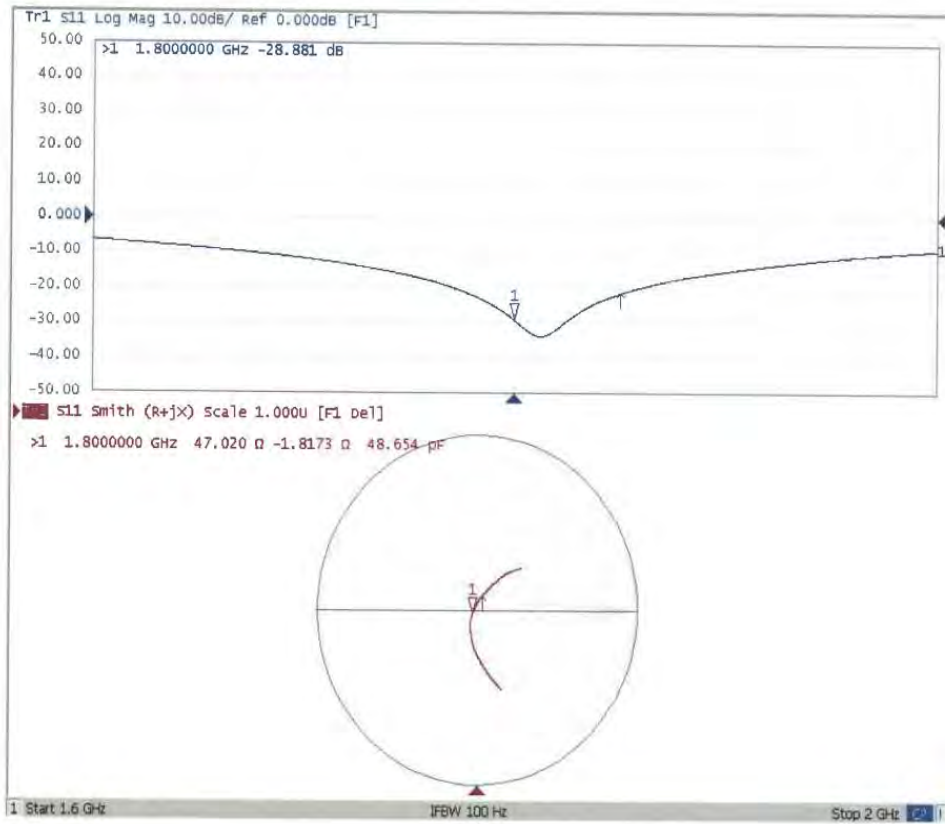 Tr1 S11 Log Mag 10.00dB/ Ref 0.000dB [F1]
50.00
>1 1.8000000 GHz -28.881 dB
40.00
30.00
20.00
10.00
0.000
-10.00
1
-20.00
1
-30.00
-40.00
-50.00
S11 Smith (R+jX) Scale 1.000U [F1 Del]
>1 1.8000000 GHz 47.020 Ω -1.8173 Ω 48.654 pF
1
1 Start 1.6 GHz IFBW 100 Hz Stop 2 GHz